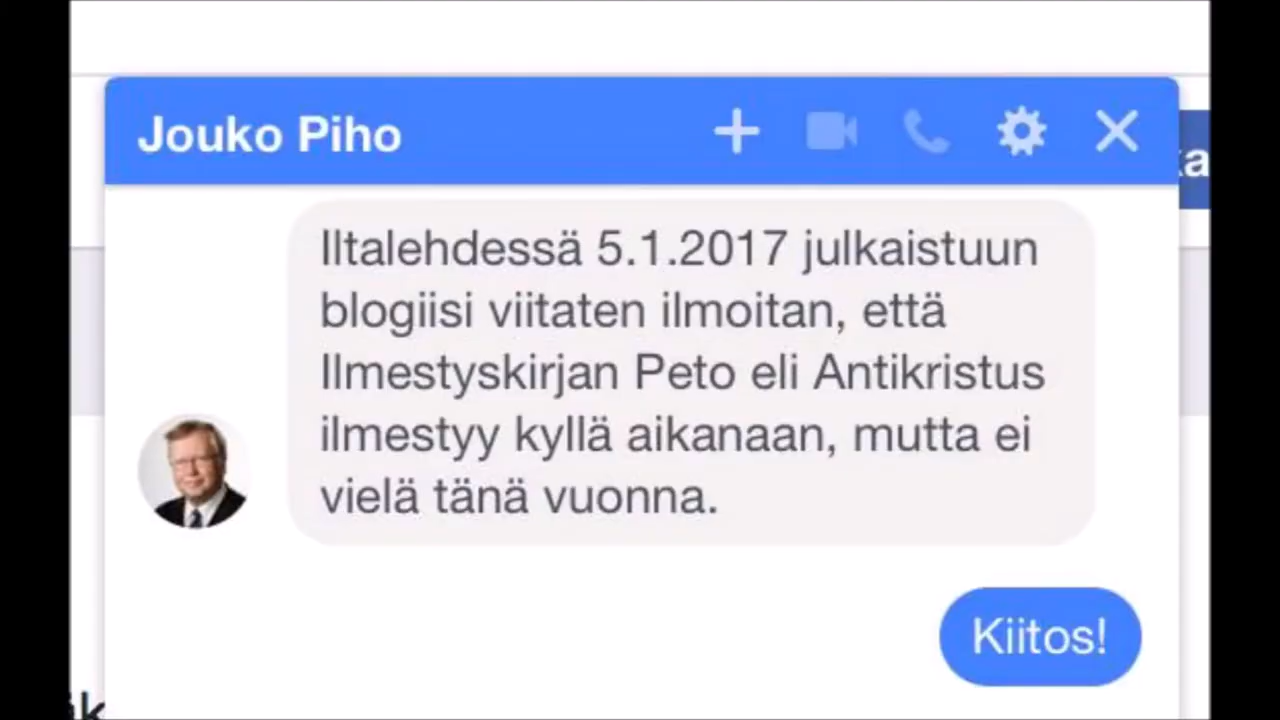 Jouko Piho
ka
Iltalehdessä 5.1.2017 julkaistuun
blogiisi viitaten ilmoitan, että
Ilmestyskirjan Peto eli Antikristus
ilmestyy kyllä aikanaan, mutta ei
vielä tänä vuonna.
Kiitos!